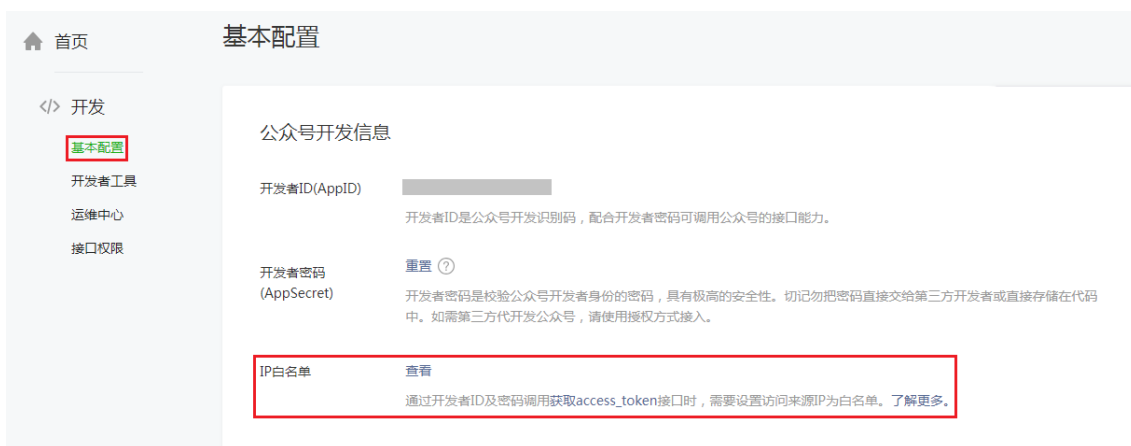 首页
基本配置
</> 开发
基本配置
开发者工具
运维中心
接口权限
公众号开发信息
开发者ID(AppID)
开发者ID是公众号开发识别码，配合开发者密码可调用公众号的接口能力。
开发者密码
(AppSecret)
重置 ?
开发者密码是校验公众号开发者身份的密码，具有极高的安全性。切记勿把密码直接交给第三方开发者或直接存储在代码
中。如需第三方代开发公众号，请使用授权方式接入。
IP白名单
查看
通过开发者ID及密码调用获取access_token接口时，需要设置访问来源IP为白名单。了解更多。